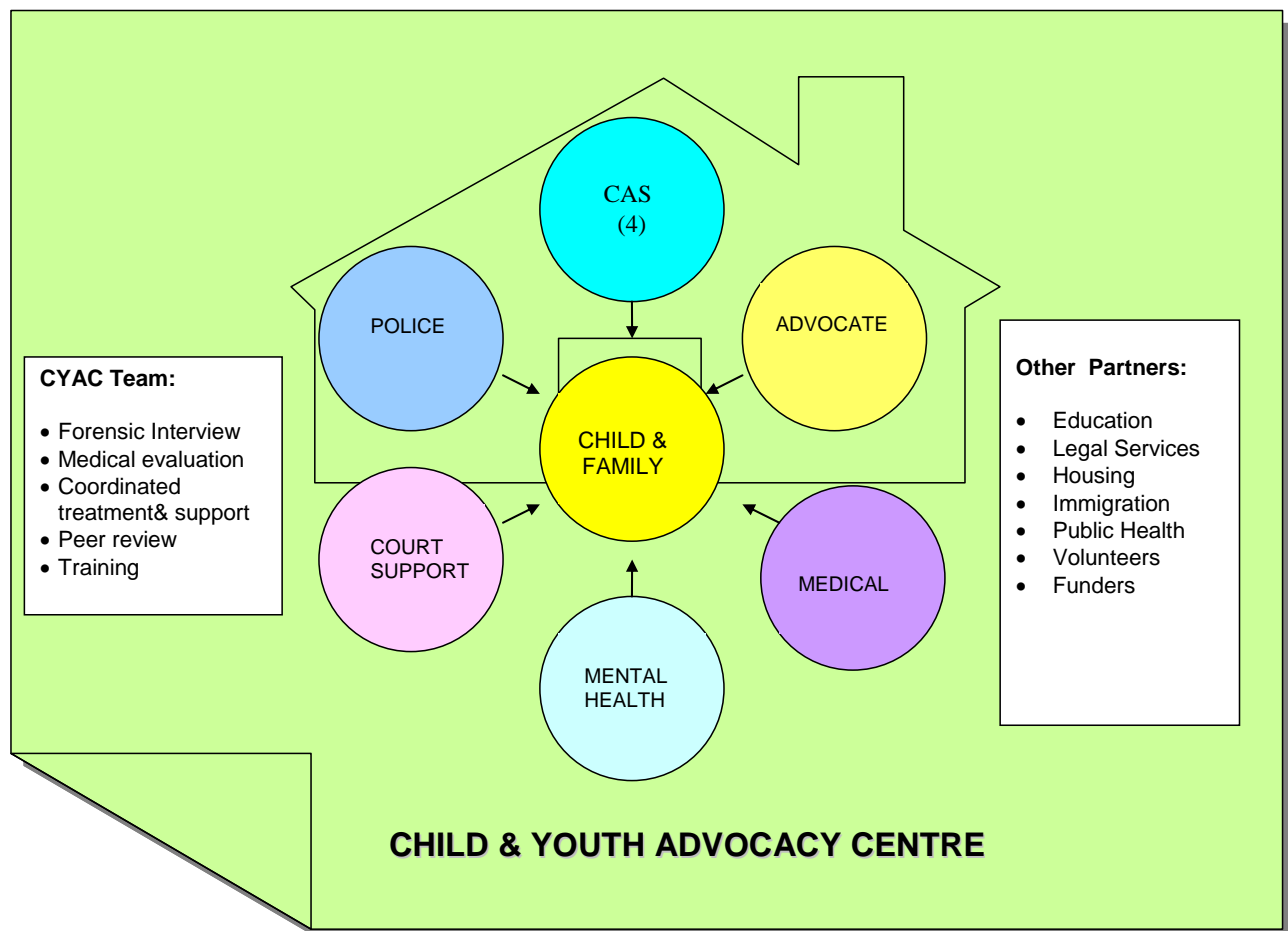 CAS
(4)
POLICE
ADVOCATE
CHILD &
FAMILY
COURT
SUPPORT
MEDICAL
MENTAL
HEALTH
CYAC Team:
• Forensic Interview
• Medical evaluation
• Coordinated
treatment& support
• Peer review
• Training
Other Partners:
• Education
• Legal Services
• Housing
• Immigration
• Public Health
• Volunteers
• Funders
CHILD & YOUTH ADVOCACY CENTRE